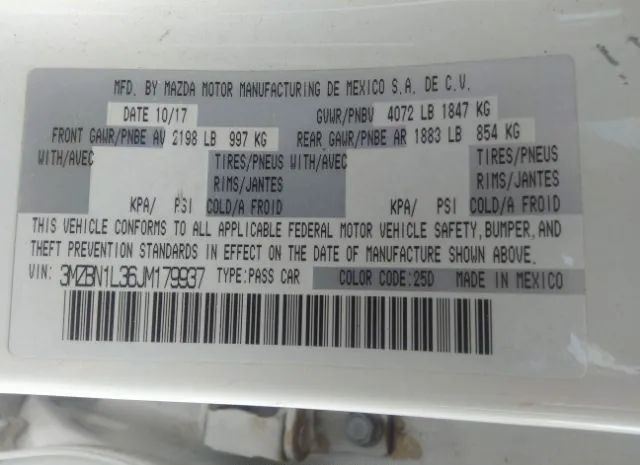 MFD. BY MAZDA MOTOR MANUFACTURING DE MEXICO S.A. DE C.V.
DATE 10/17 GVWR/PNBV 4072 LB 1847 KG
FRONT GAWR/PNBE AV 2198 LB 997 KG REAR GAWR/PNBE AR 1883 LB 854 KG
WITH/AVEC TIRES/PNEUS WITH/AVEC TIRES/PNEUS
RIMS/JANTES RIMS/JANTES
KPA/ PSI COLD/A FROID KPA/ PSI COLD/A FROID
THIS VEHICLE CONFORMS TO ALL APPLICABLE FEDERAL MOTOR VEHICLE SAFETY, BUMPER, AND
THEFT PREVENTION STANDARDS IN EFFECT ON THE DATE OF MANUFACTURE SHOWN ABOVE.
VIN: 3MZBN1L36JM179937 TYPE:PASS CAR COLOR CODE:25D MADE IN MEXICO